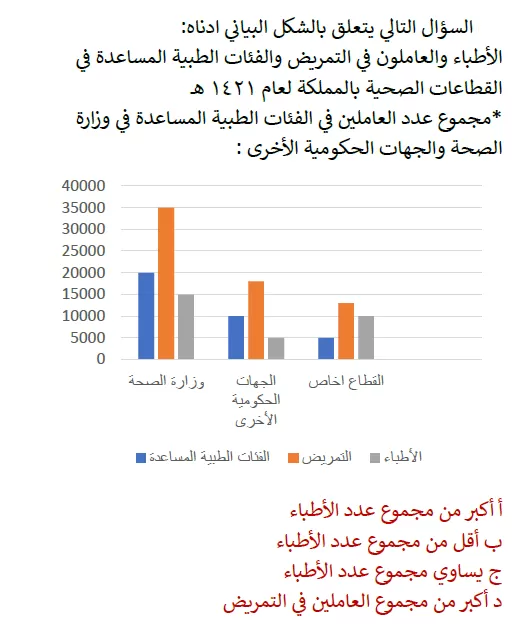 السؤال التالي يتعلق بالشكل البياني ادناه:
الأطباء والعاملون في التمريض والفئات الطبية المساعدة في
القطاعات الصحية بالمملكة لعام ١٤٢١ هـ
*مجموع عدد العاملين في الفئات الطبية المساعدة في وزارة
الصحة والجهات الحكومية الأخرى :
40000
35000
30000
25000
20000
15000
10000
5000
0
وزارة الصحة
الجهات
الحكومية
الأخرى
القطاع اخاص
الفئات الطبية المساعدة
التمريض
الأطباء
أ أكبر من مجموع عدد الأطباء
ب أقل من مجموع عدد الأطباء
ج يساوي مجموع عدد الأطباء
د أكبر من مجموع العاملين في التمريض